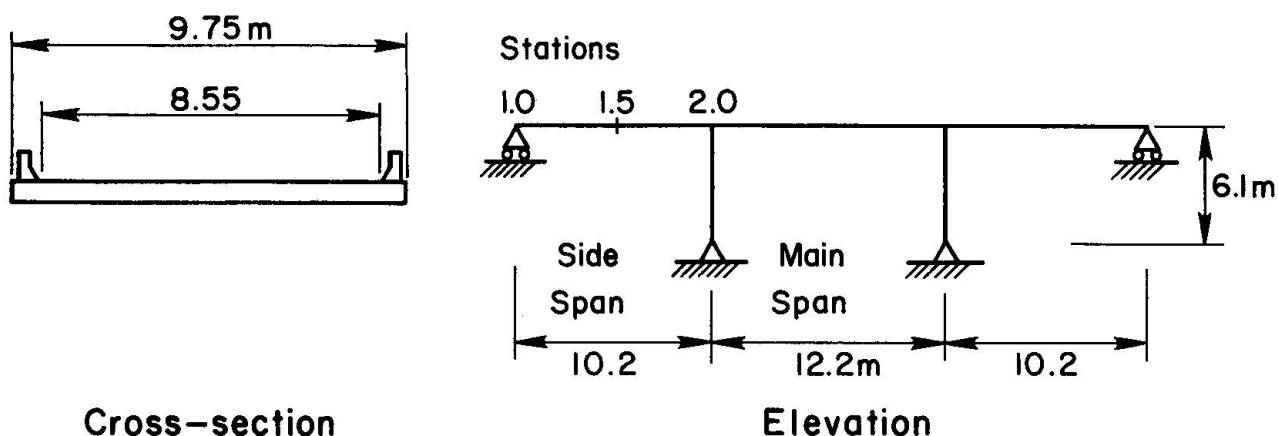 9.75 m
8.55
Cross-section
Stations
1.0 1.5 2.0
6.1m
Side Span
Main Span
10.2 12.2m 10.2
Elevation